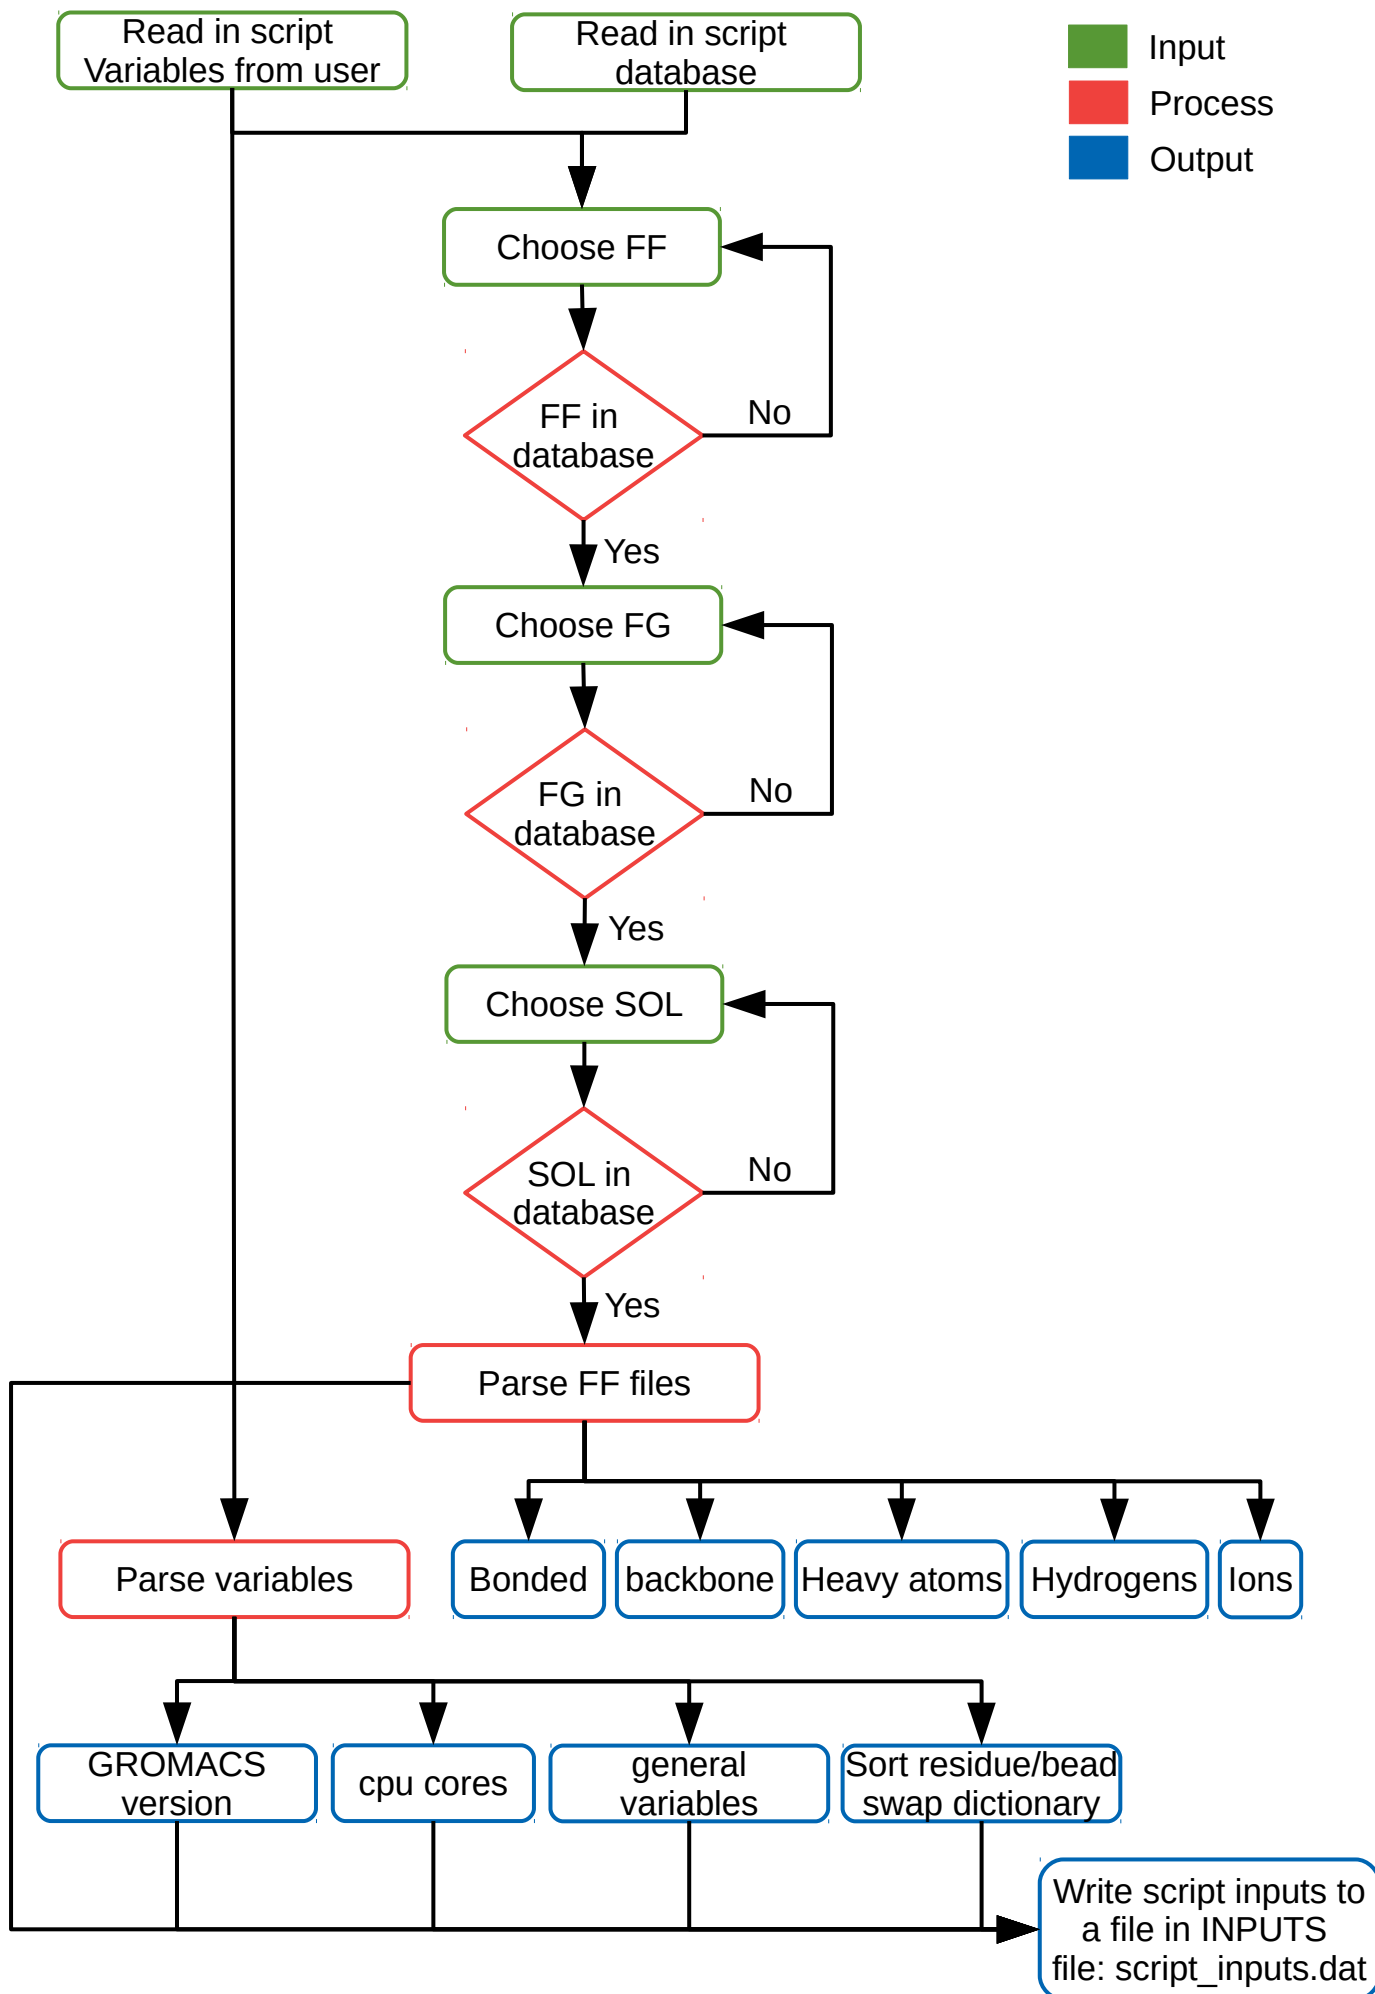 Read in script
Variables from user
Read in script
database
Input
Process
Output
Choose FF
FF in
database
No
Yes
Choose FG
FG in
database
No
Yes
Choose SOL
SOL in
database
No
Yes
Parse FF files
Parse variables
Bonded
backbone
Heavy atoms
Hydrogens
Ions
GROMACS
version
cpu cores
general
variables
Sort residue/bead
swap dictionary
Write script inputs to
a file in INPUTS
file: script_inputs.dat